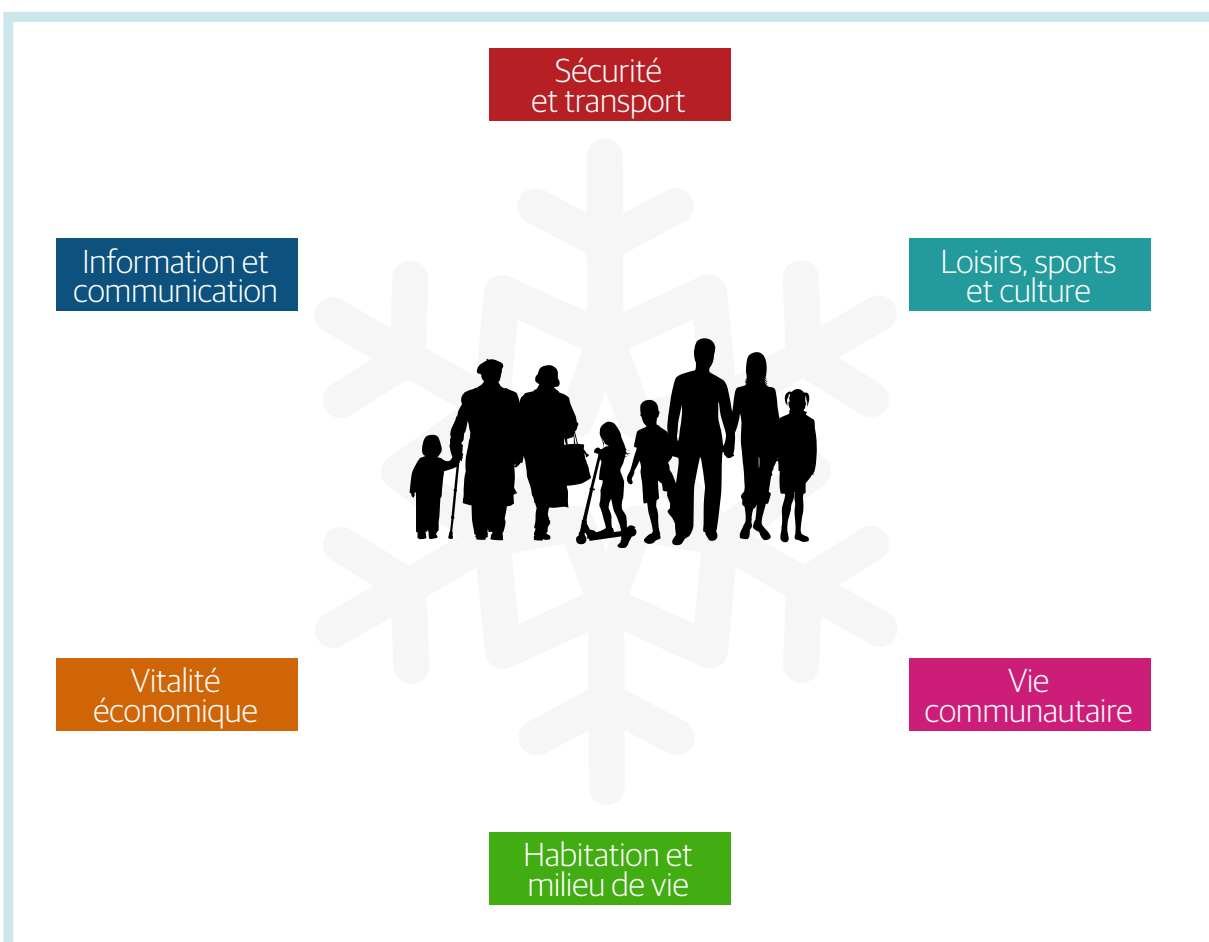 Sécurité
et transport
Information et
communication
Loisirs, sports
et culture
Vitalité
économique
Vie
communautaire
Habitation et
milieu de vie